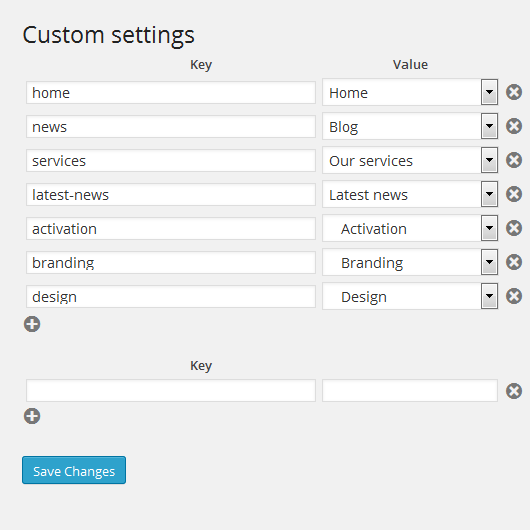 Custom settings
Key Value
home Home
news Blog
services Our services
latest-news Latest news
activation Activation
branding Branding
design Design
Key
Save Changes